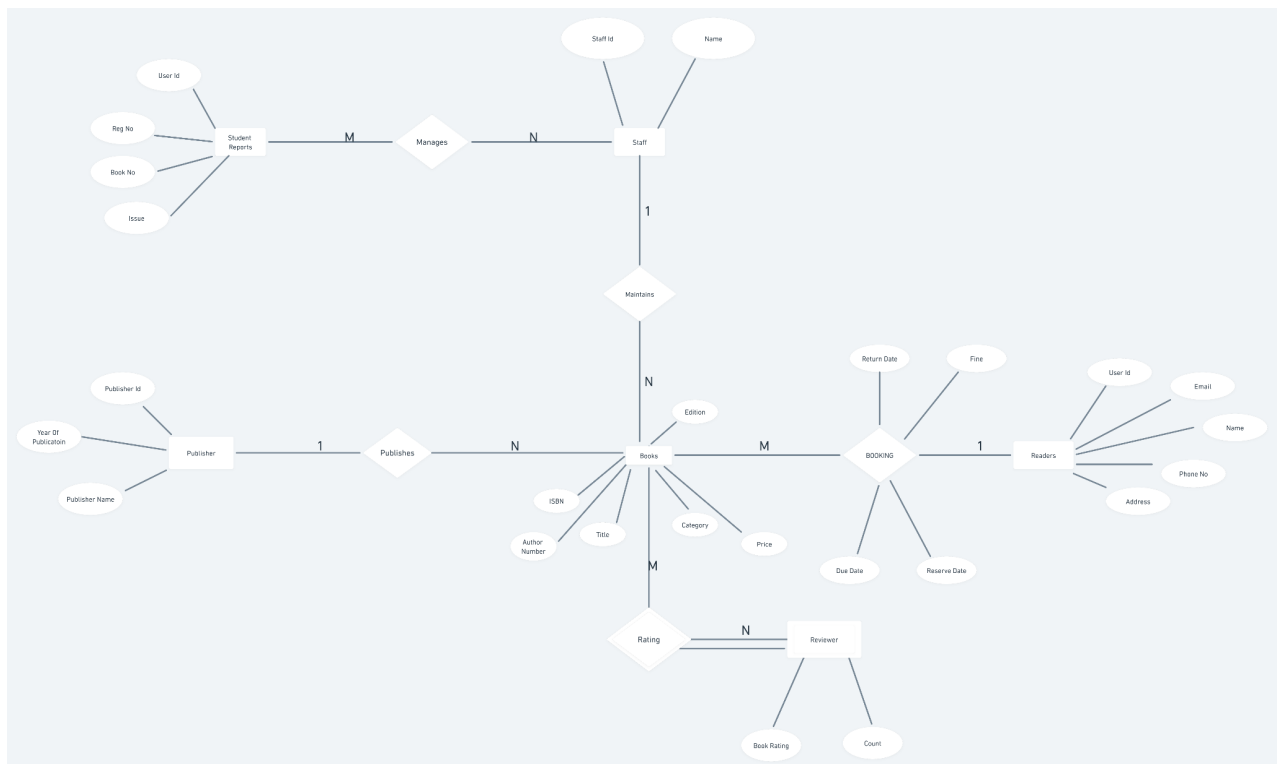 Staff Id
Name
User Id
Reg No
Student
Reports
M
Manages
N
Staff
Book No
Issue
1
Maintains
N
Return Date
Fine
User Id
Email
Name
Phone No
Address
Publisher Id
Year Of
Publicatoin
Publisher
Publisher Name
1
Publishes
N
Edition
Books
M
BOOKING
1
Readers
ISBN
Author
Number
Title
Category
Price
Due Date
Reserve Date
M
Rating
N
Reviewer
Book Rating
Count